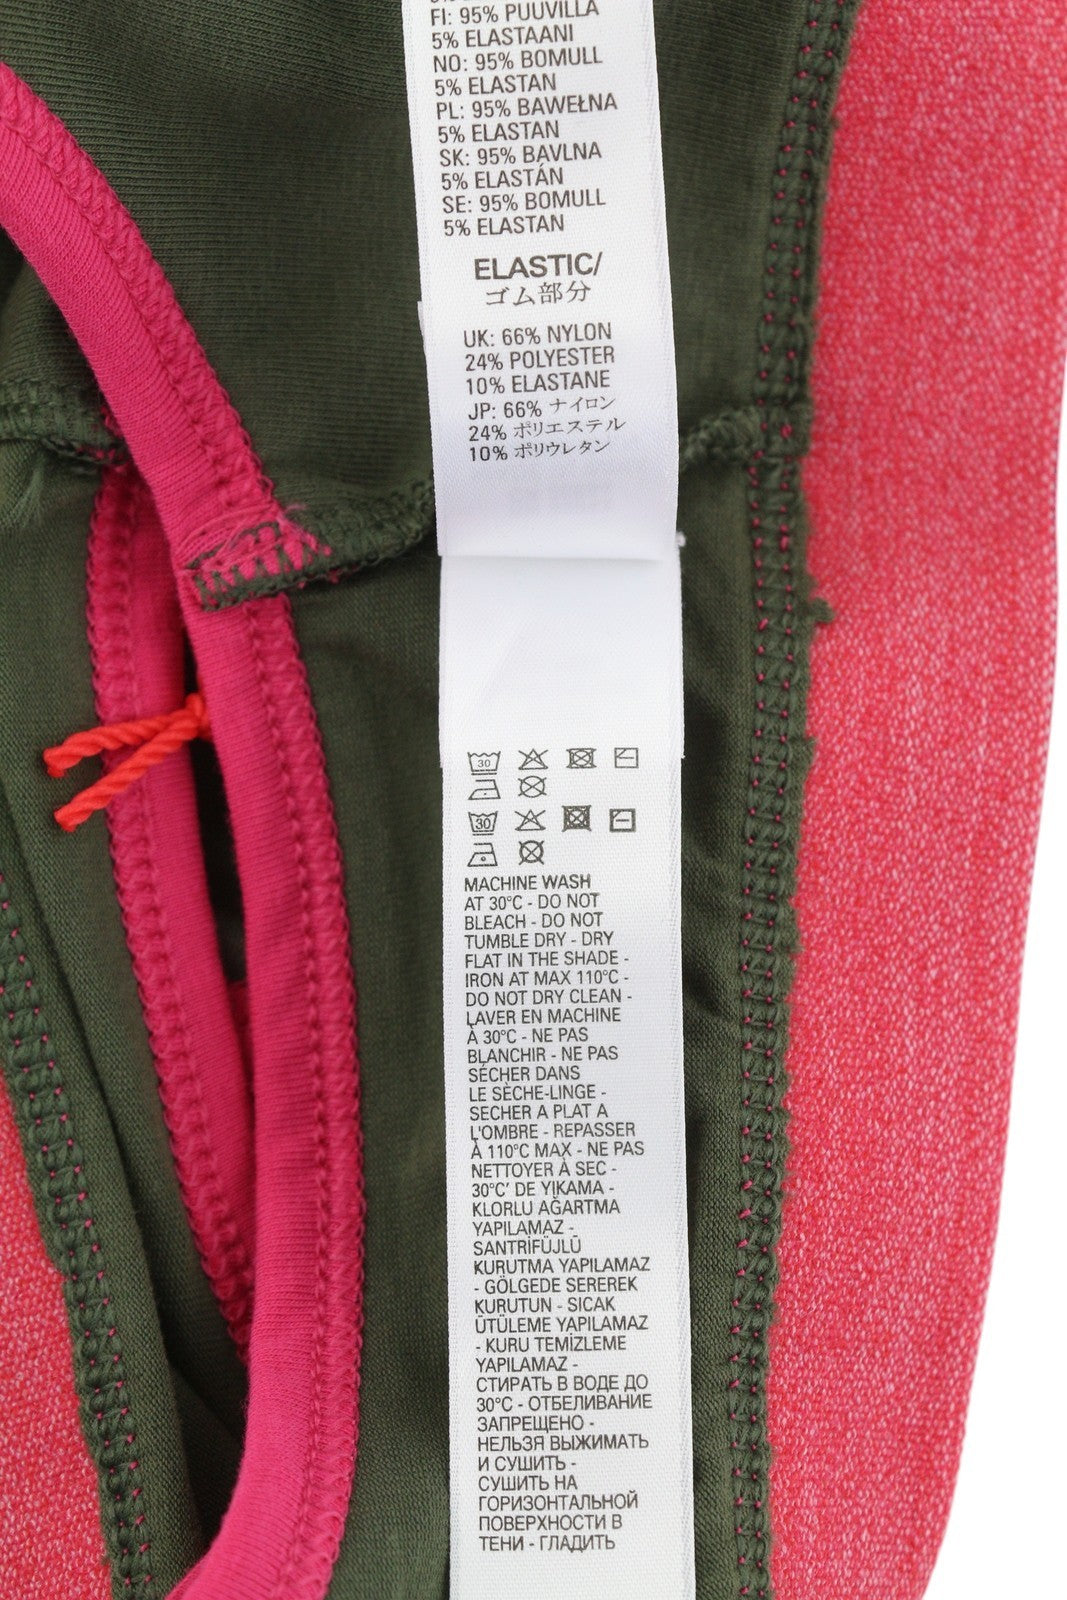 FI: 95% PUUVILLA
5% ELASTAANI
NO: 95% BOMULL
5% ELASTAN
PL: 95% BAWEŁNA
5% ELASTAN
SK: 95% BAVLNA
5% ELASTÁN
SE: 95% BOMULL
5% ELASTAN
ELASTIC/
ゴム部分
UK: 66% NYLON
24% POLYESTER
10% ELASTANE
JP: 66% ナイロン
24% ポリエステル
10% ポリウレタン
30
30
MACHINE WASH
AT 30°C - DO NOT
BLEACH - DO NOT
TUMBLE DRY - DRY
FLAT IN THE SHADE -
IRON AT MAX 110°C -
DO NOT DRY CLEAN -
LAVER EN MACHINE
À 30°C - NE PAS
BLANCHIR - NE PAS
SÉCHER DANS
LE SÈCHE-LINGE -
SECHER A PLAT A
L'OMBRE - REPASSER
À 110°C MAX - NE PAS
NETTOYER À SEC -
30°C' DE YIKAMA -
KLORLU AĞARTMA
YAPILAMAZ -
SANTRİFÜJLÜ
KURUTMA YAPILAMAZ
- GÖLGEDE SEREREK
KURUTUN - SICAK
ÜTÜLEME YAPILAMAZ
- KURU TEMİZLEME
YAPILAMAZ -
СТИРАТЬ В ВОДЕ ДО
30°C - ОТБЕЛИВАНИЕ
ЗАПРЕЩЕНО -
НЕЛЬЗЯ ВЫЖИМАТЬ
И СУШИТЬ -
СУШИТЬ НА
ГОРИЗОНТАЛЬНОЙ
ПОВЕРХНОСТИ В
ТЕНИ - ГЛАДИТЬ